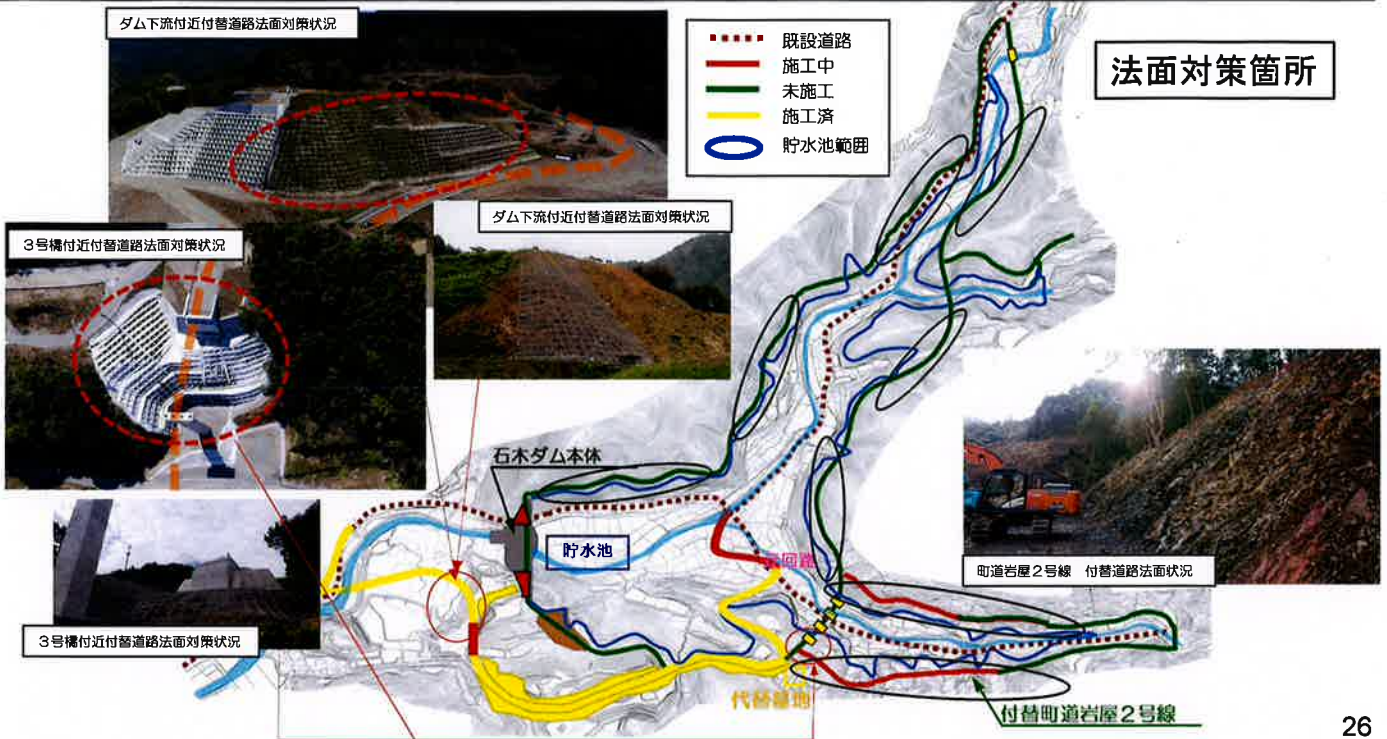 ダム下流付近付替道路法面対策状況
既設道路
施工中
未施工
施工済
貯水池範囲
法面対策箇所
3号橋付近付替道路法面対策状況
ダム下流付近付替道路法面対策状況
石木ダム本体
貯水池
迂回路
町道岩屋2号線 付替道路法面状況
3号橋付近付替道路法面対策状況
代替墓地
付替町道岩屋2号線
26